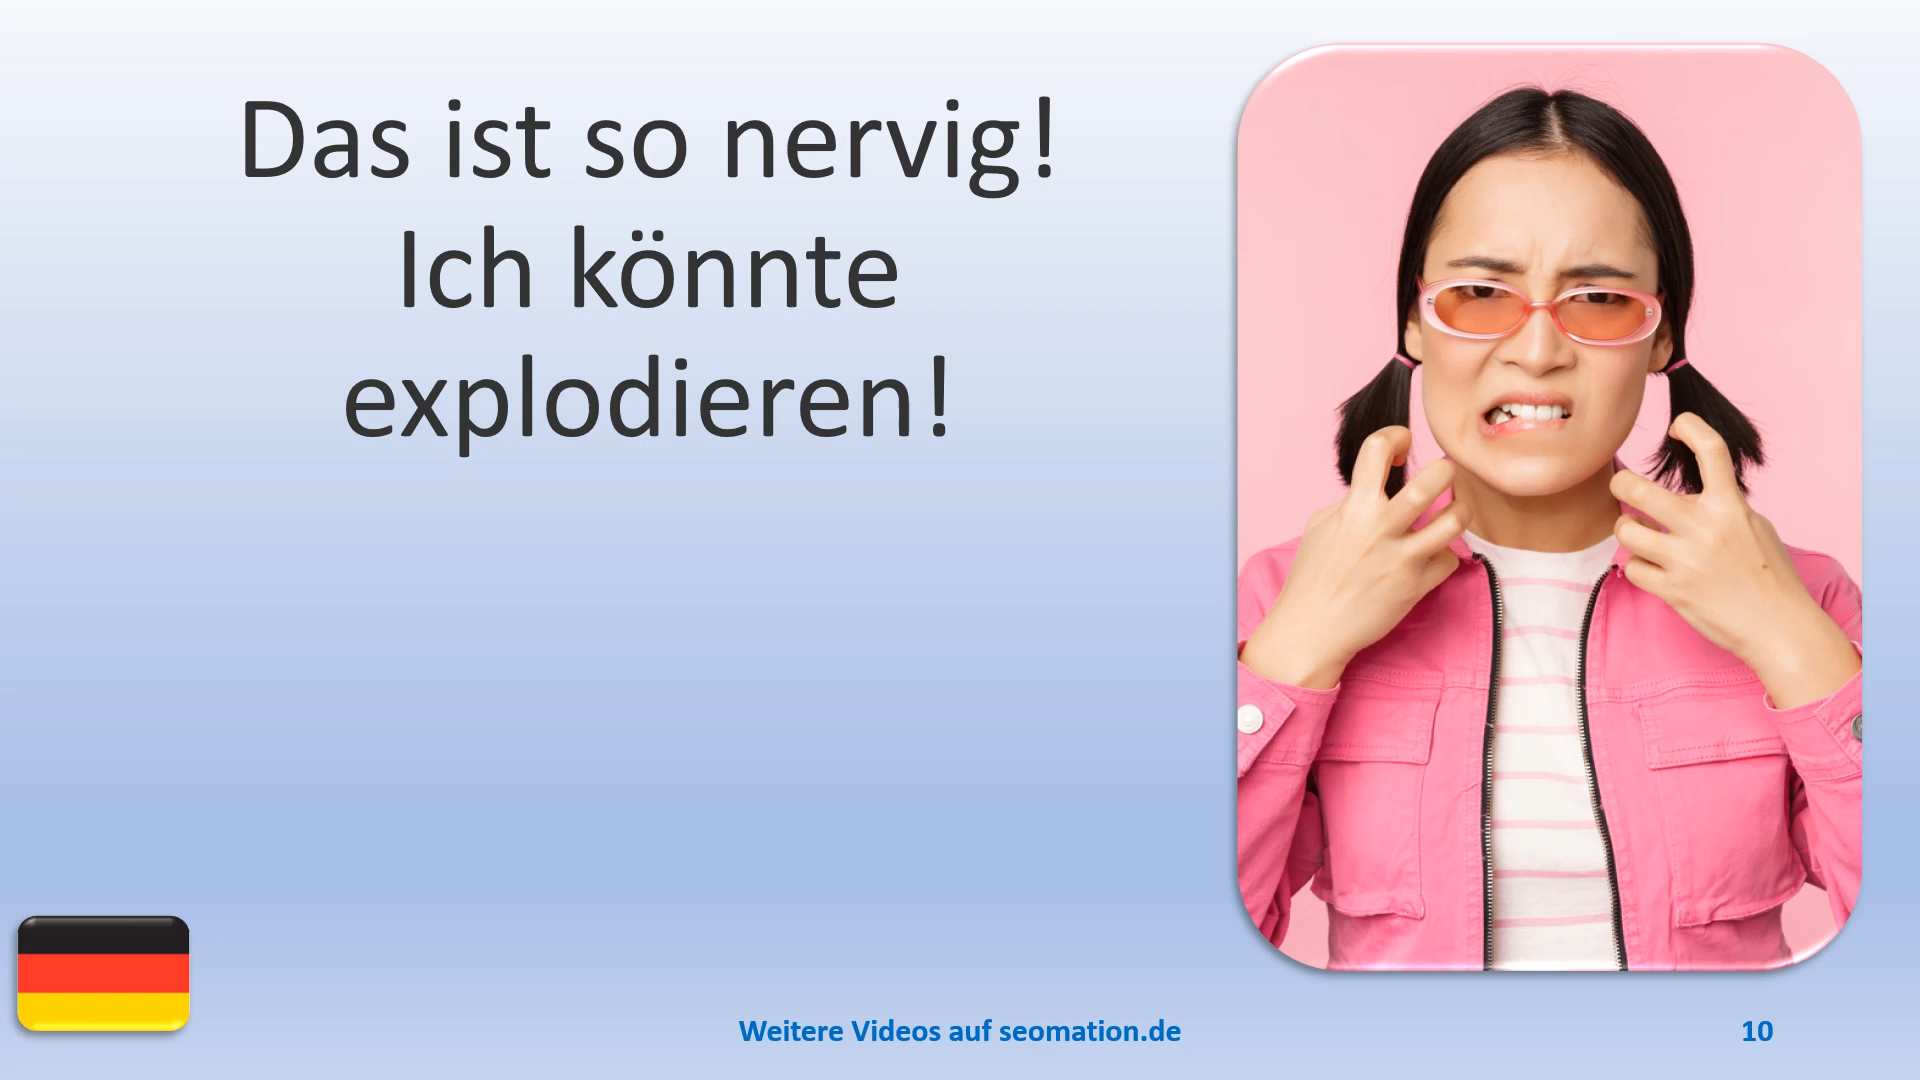 Das ist so nervig!
Ich könnte
explodieren!
Weitere Videos auf seomation.de
10